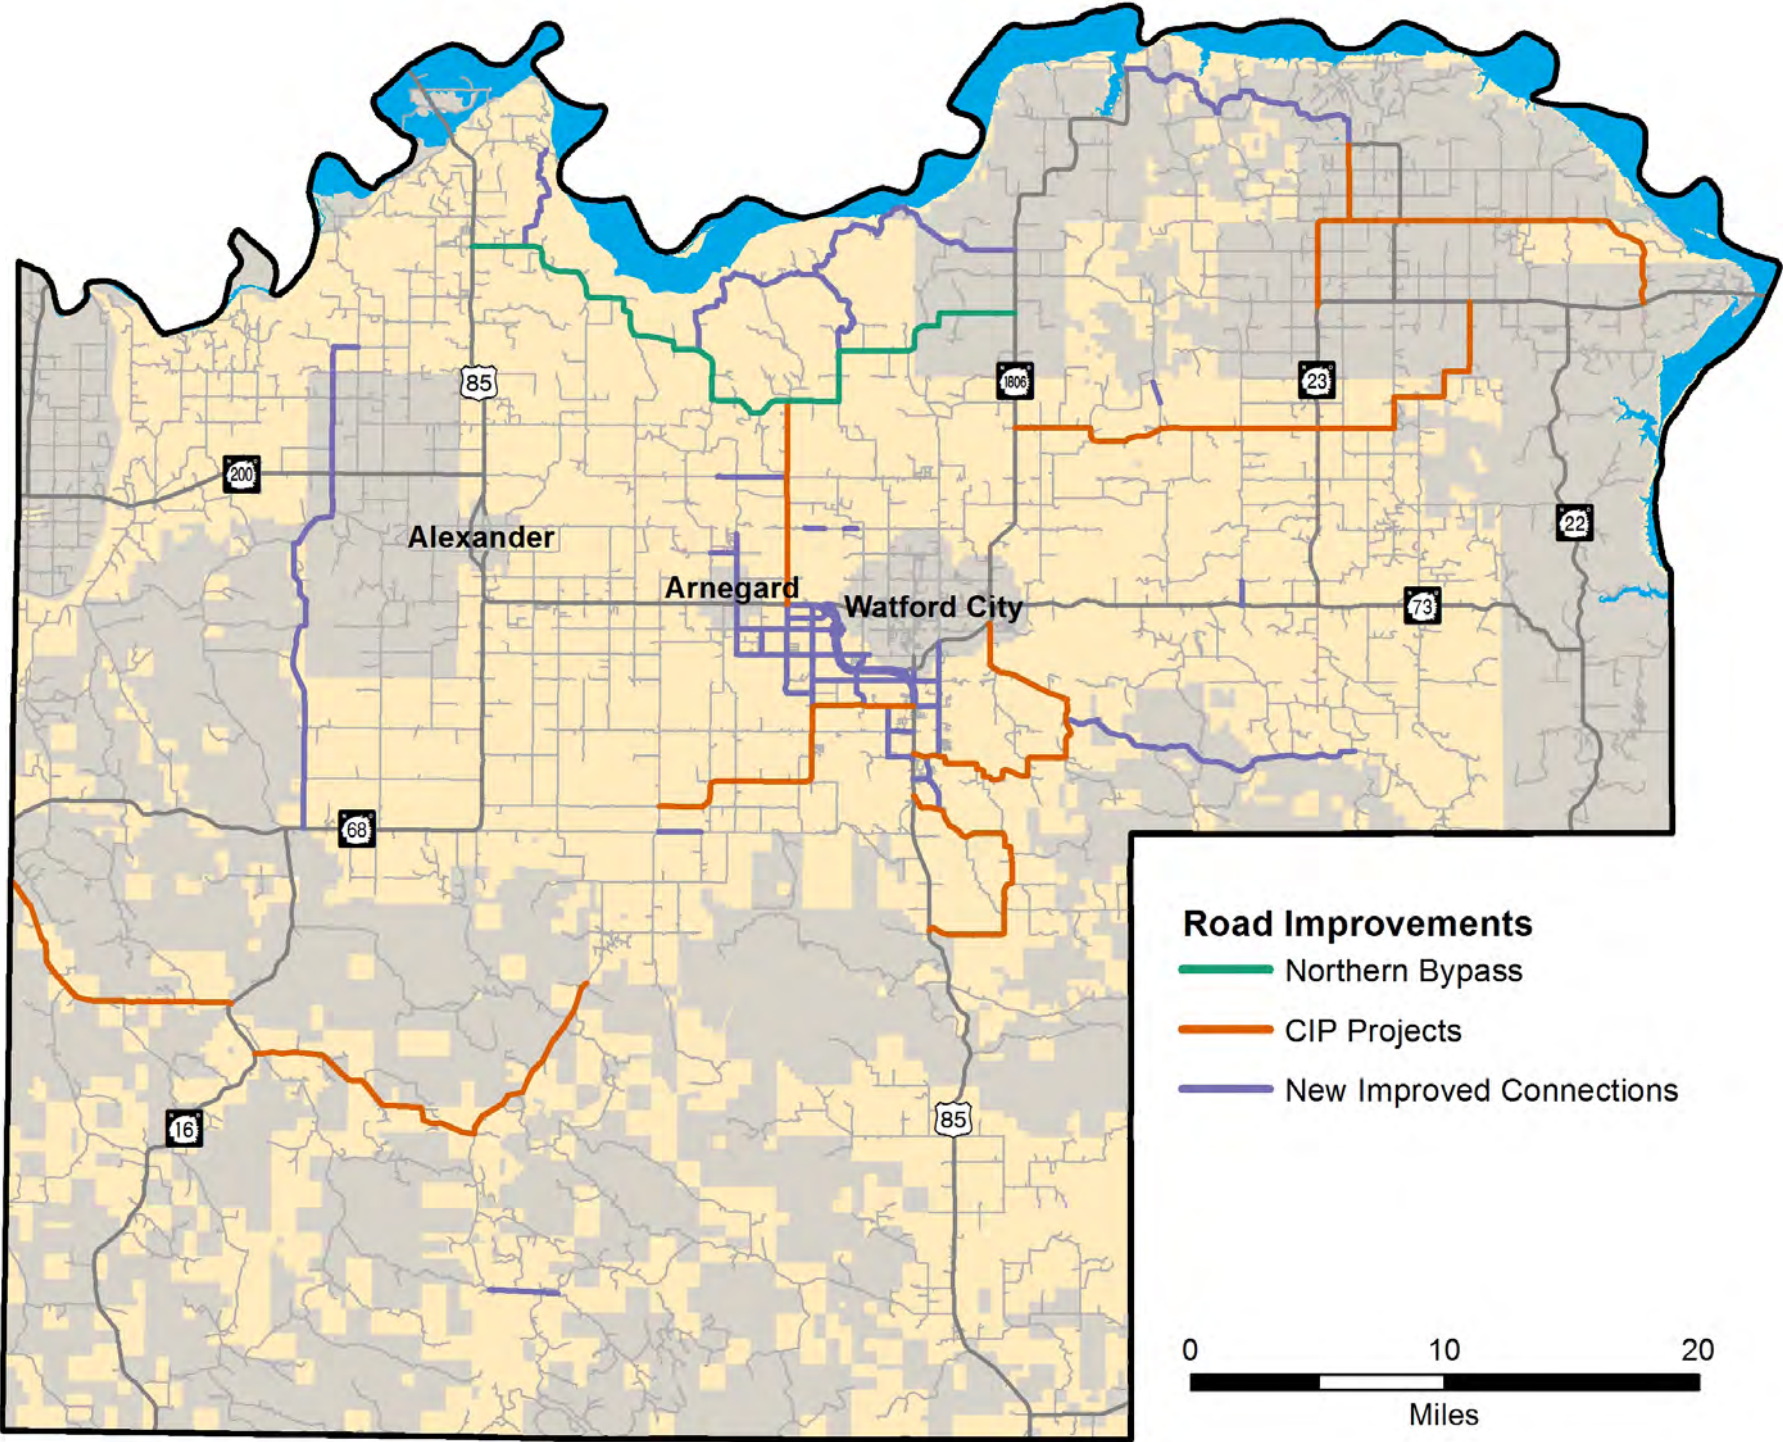 85
1806
23
200
22
Alexander
Arnegard
Watford City
73
68
Road Improvements
Northern Bypass
CIP Projects
New Improved Connections
16
85
0 10 20
Miles